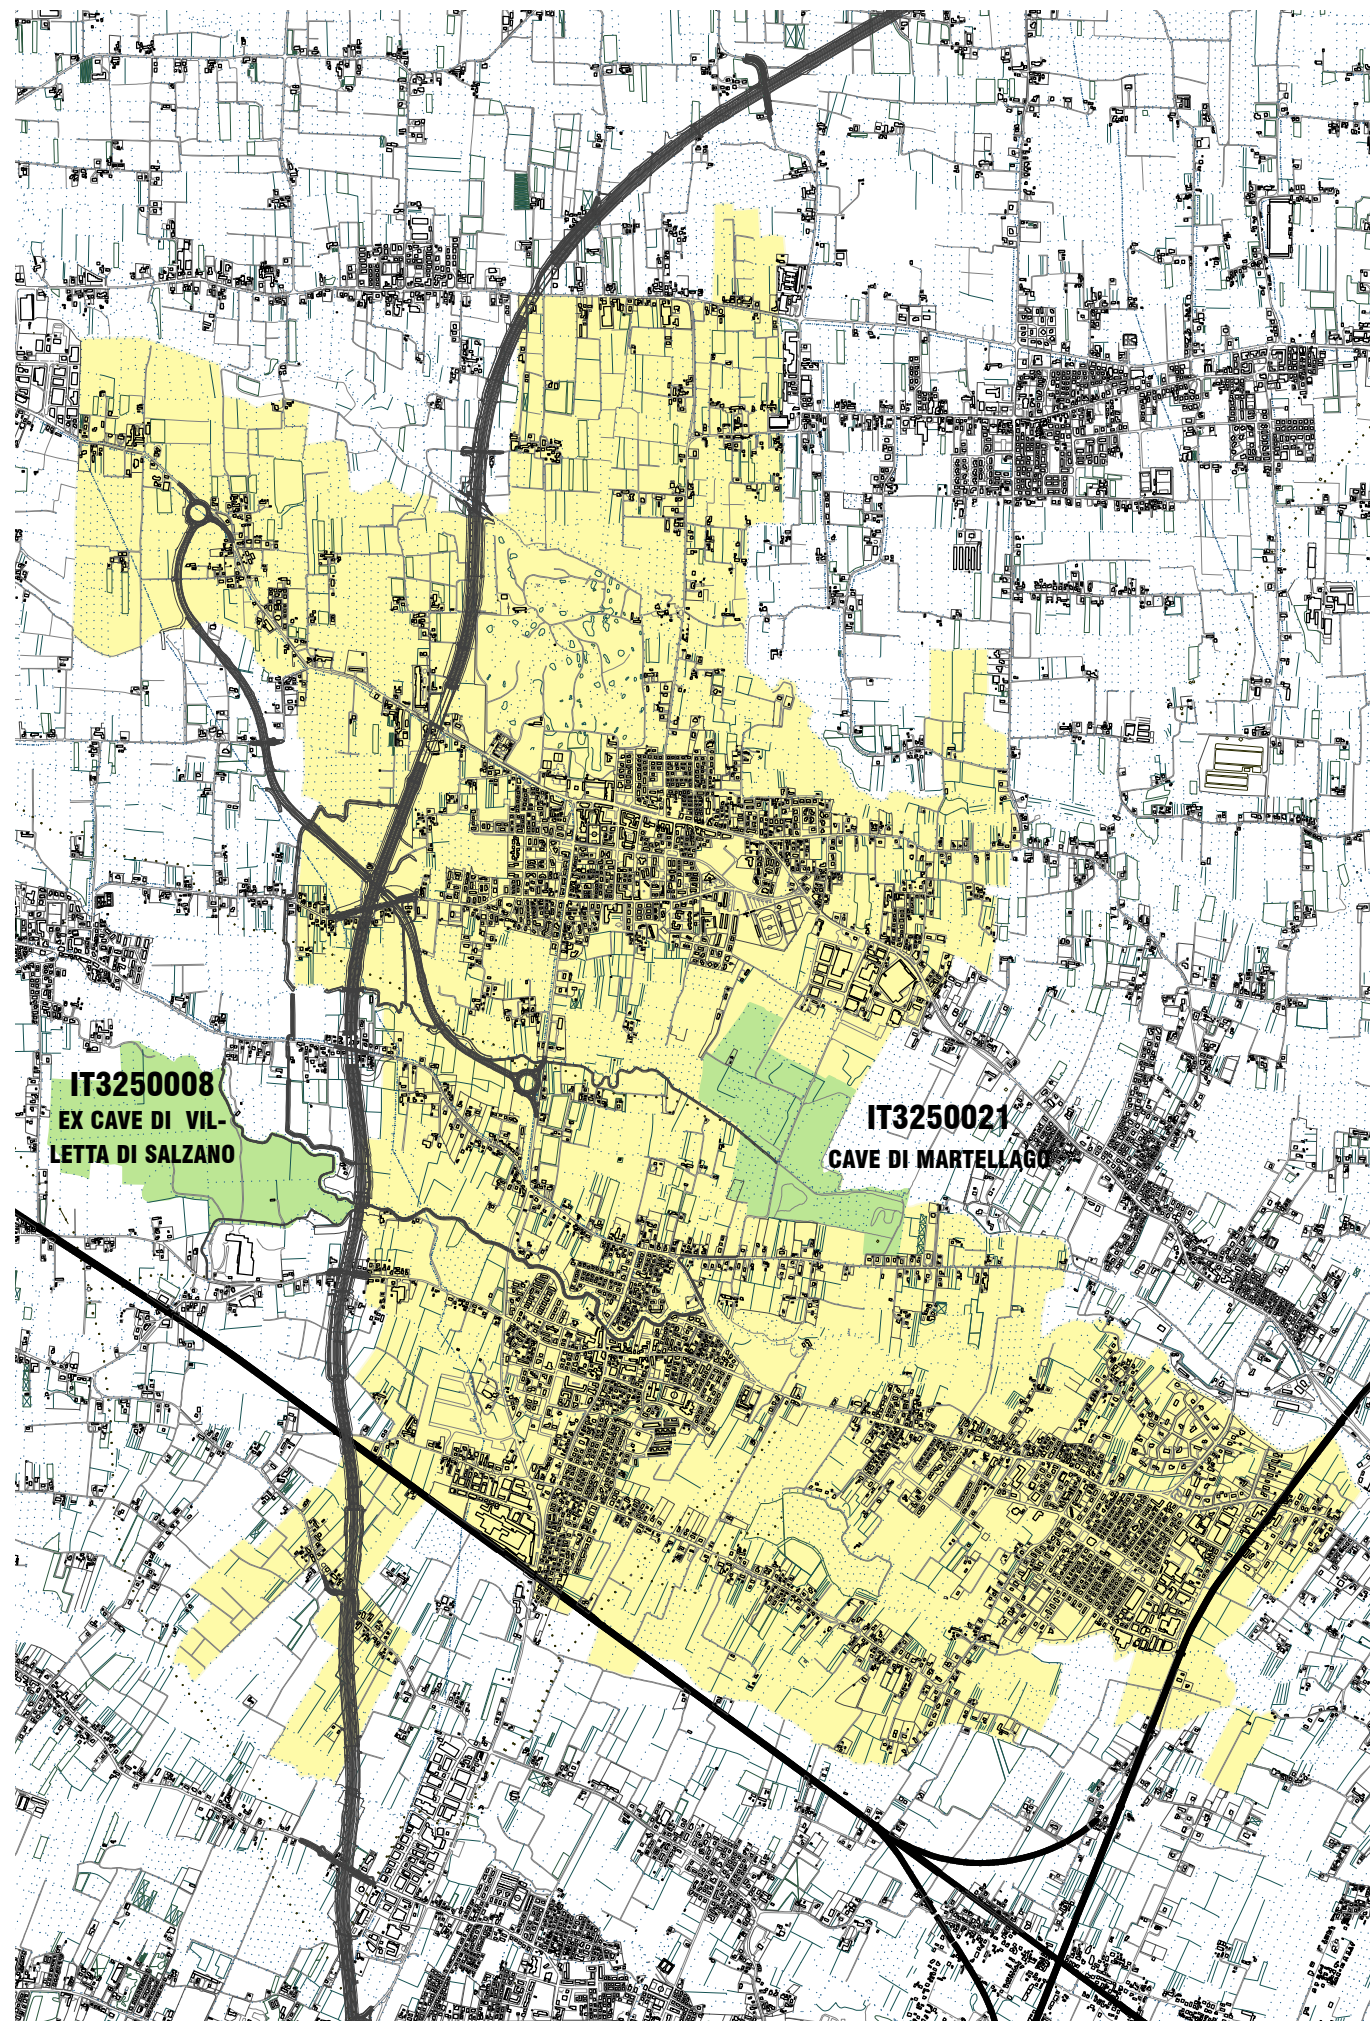 IT3250008
EX CAVE DI VIL-
LETTA DI SALZANO
IT3250021
CAVE DI MARTELLAGO